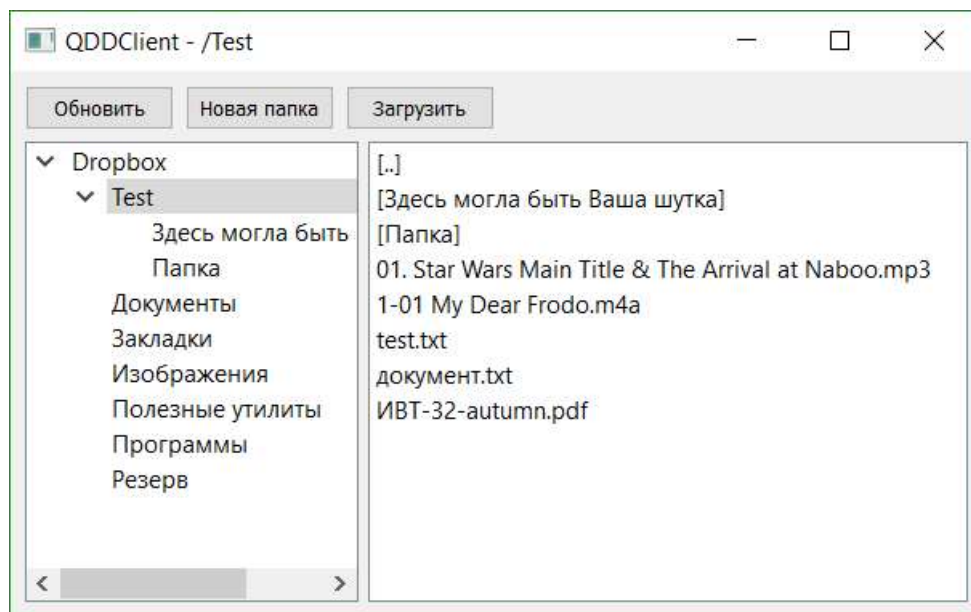 QDDClient - /Test
Обновить Новая папка Загрузить
Dropbox
Test
Здесь могла быть
Папка
Документы
Закладки
Изображения
Полезные утилиты
Программы
Резерв
[..]
[Здесь могла быть Ваша шутка]
[Папка]
01. Star Wars Main Title & The Arrival at Naboo.mp3
1-01 My Dear Frodo.m4a
test.txt
документ.txt
ИВТ-32-autumn.pdf